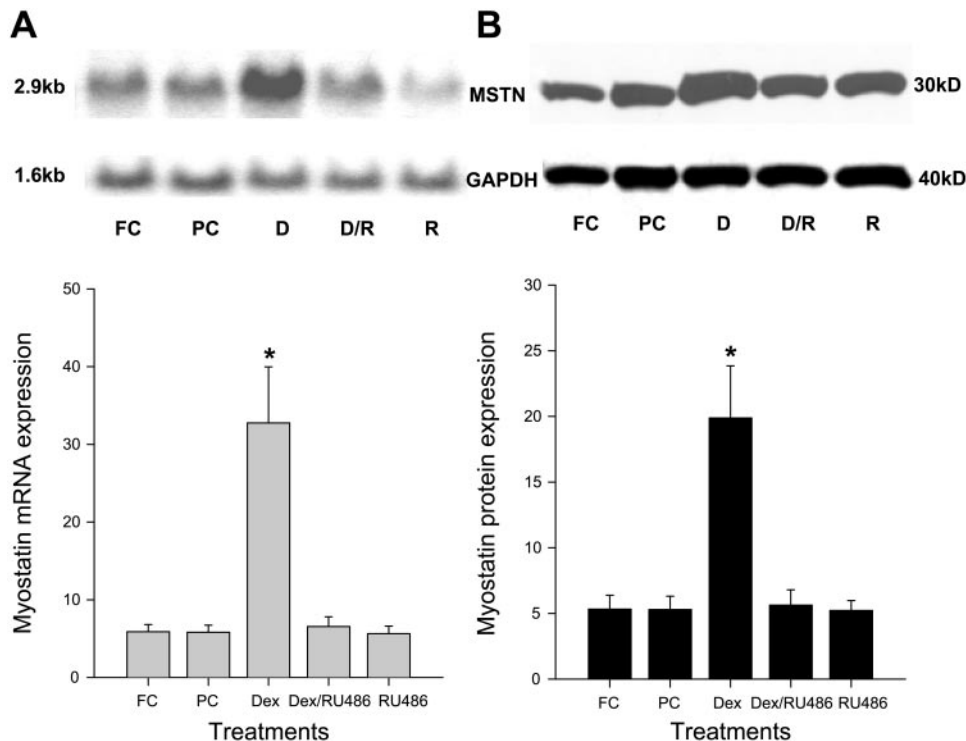 A
B
2.9kb
MSTN
30kD
1.6kb
GAPDH
40kD
FC PC D D/R R
FC PC D D/R R
Myostatin mRNA expression
50
40
30
20
10
0
*
FC PC Dex Dex/RU486 RU486
Treatments
Myostatin protein expression
30
25
20
15
10
5
0
*
FC PC Dex Dex/RU486 RU486
Treatments